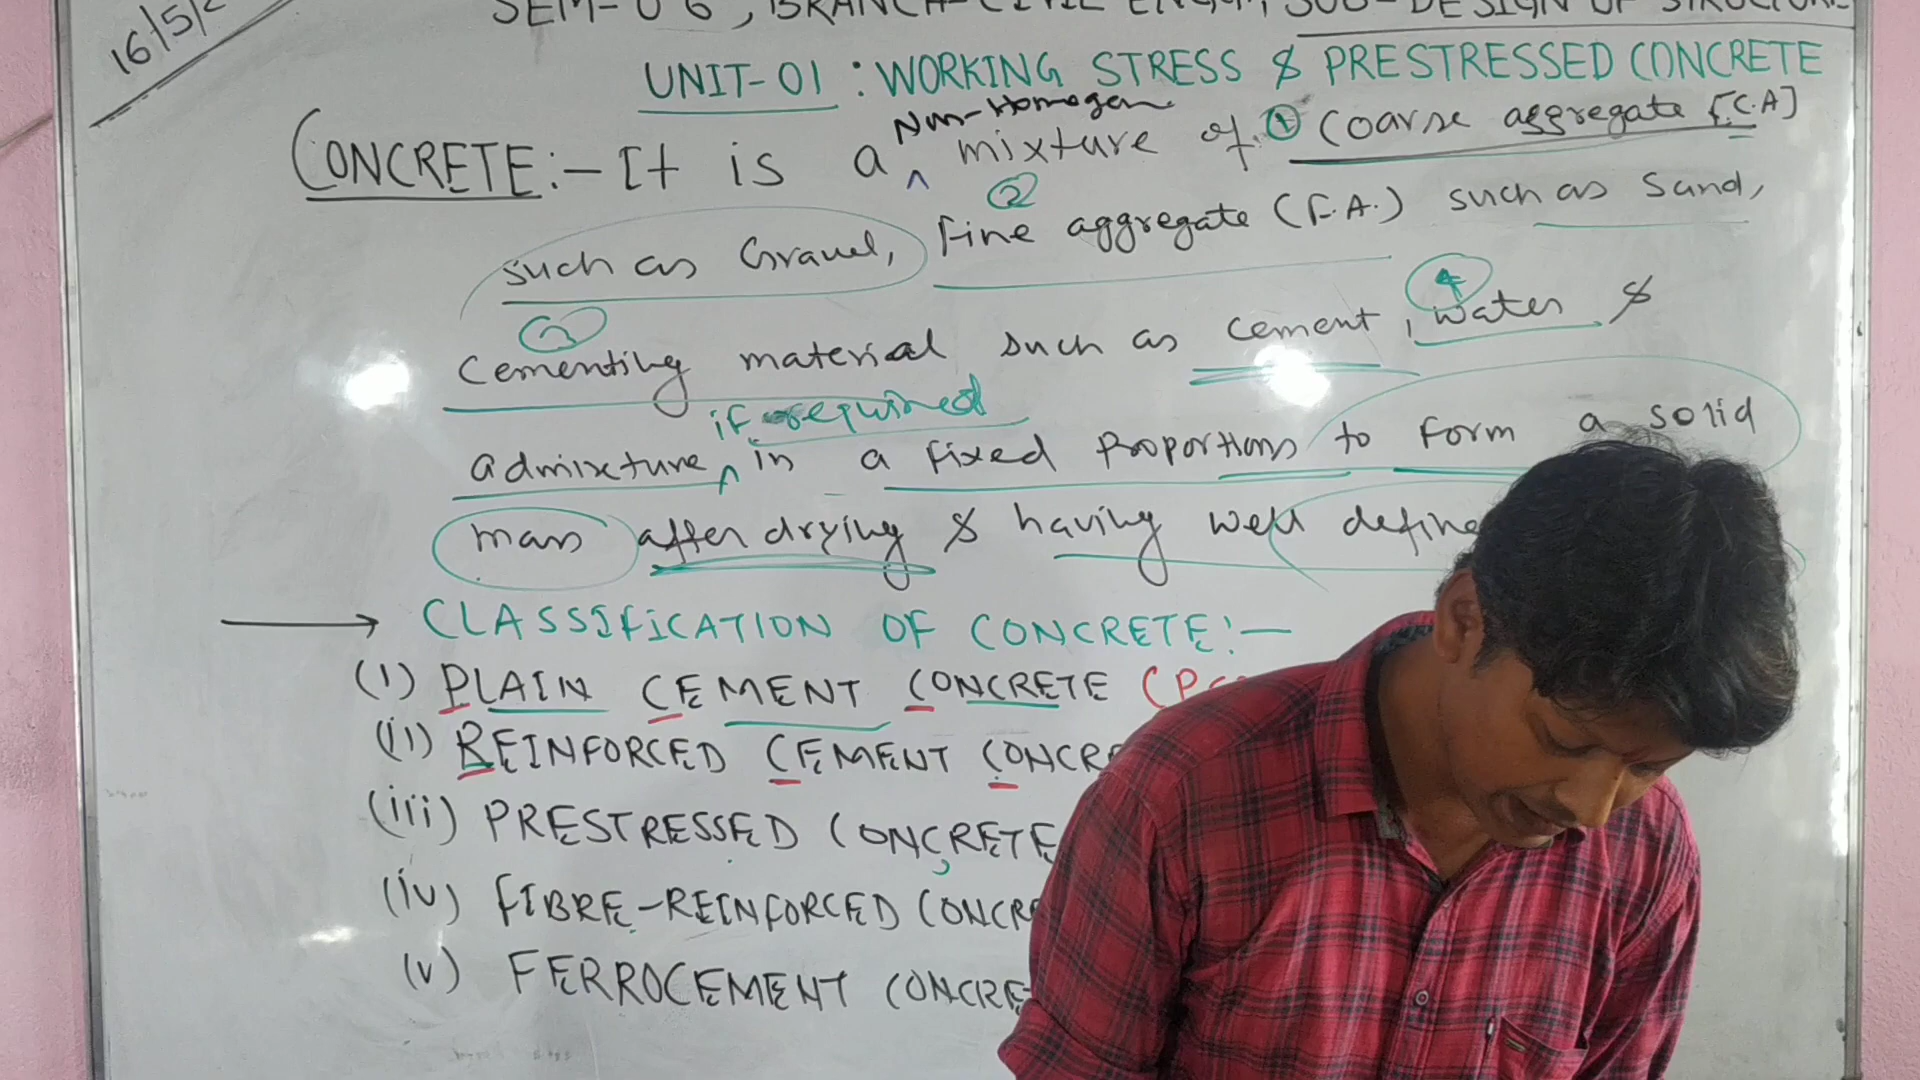 16/5/2
SEM-06, BRANCH-CIVIL ENGG, SUB-DESIGN OF STRUCTURE
UNIT-01 : WORKING STRESS & PRESTRESSED CONCRETE
CONCRETE:- It is a ^ Non-Homogen mixture of ① Coarse aggregate [C.A]
such as Gravel, ② Fine aggregate (F.A.) such as Sand,
③ Cementing material such as cement, ④ water &
admixture ^ if required in a fixed proportions to form a solid
mass after drying & having well define
→ CLASSIFICATION OF CONCRETE:-
(i) PLAIN CEMENT CONCRETE (PC
(ii) REINFORCED CEMENT CONCR
(iii) PRESTRESSED CONCRETE
(iv) FIBRE-REINFORCED CONCR
(v) FERROCEMENT CONCRE